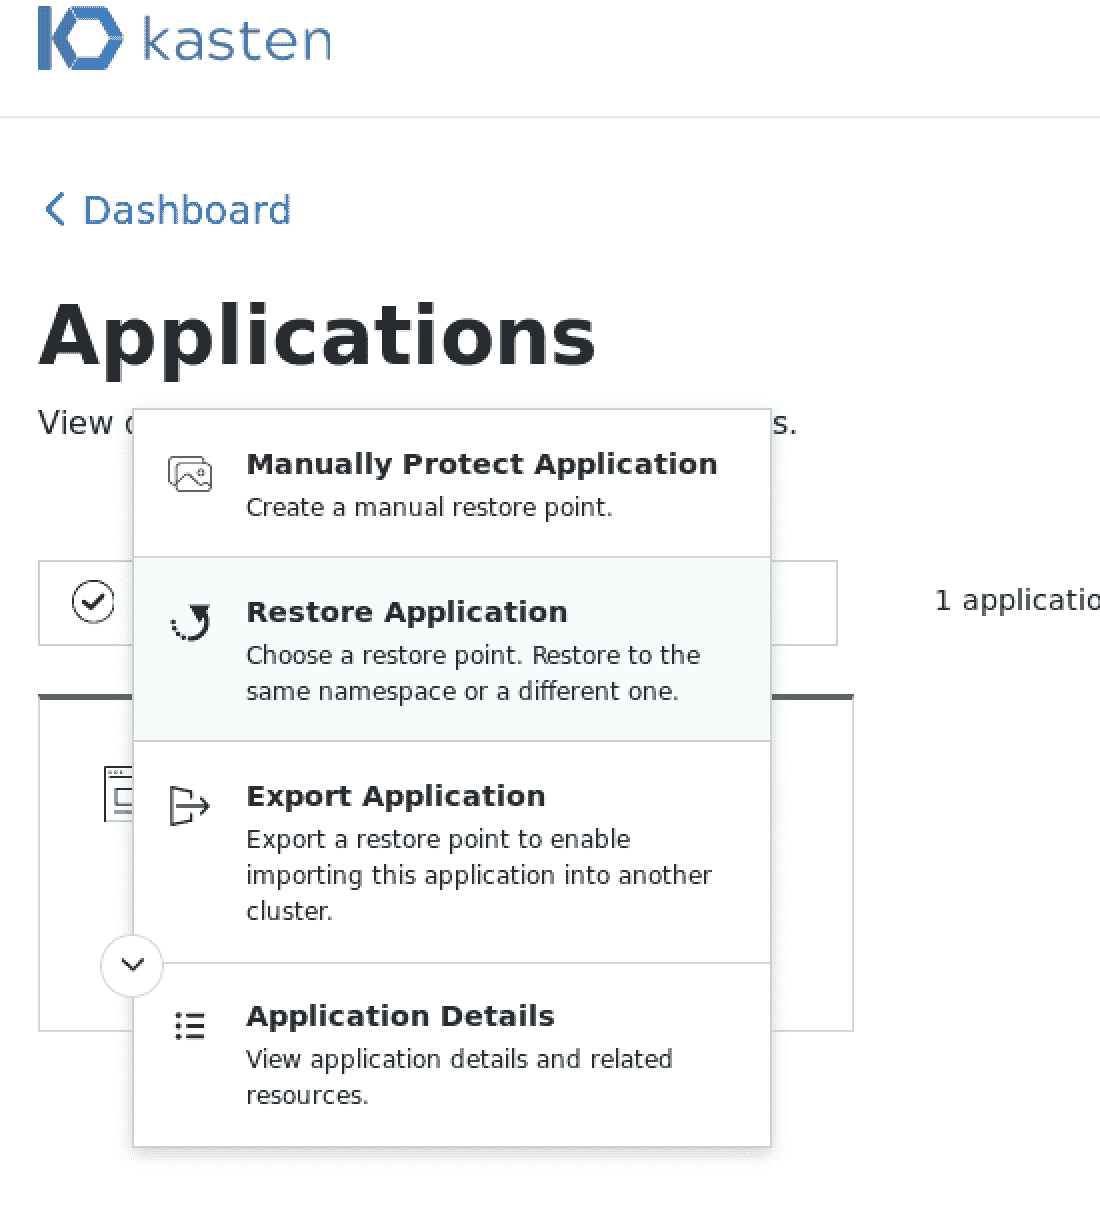 kasten
Dashboard
Applications
View
s.
Manually Protect Application
Create a manual restore point.
Restore Application
Choose a restore point. Restore to the
same namespace or a different one.
1
Export Application
Export a restore point to enable
importing this application into another
cluster.
Application Details
View application details and related
resources.